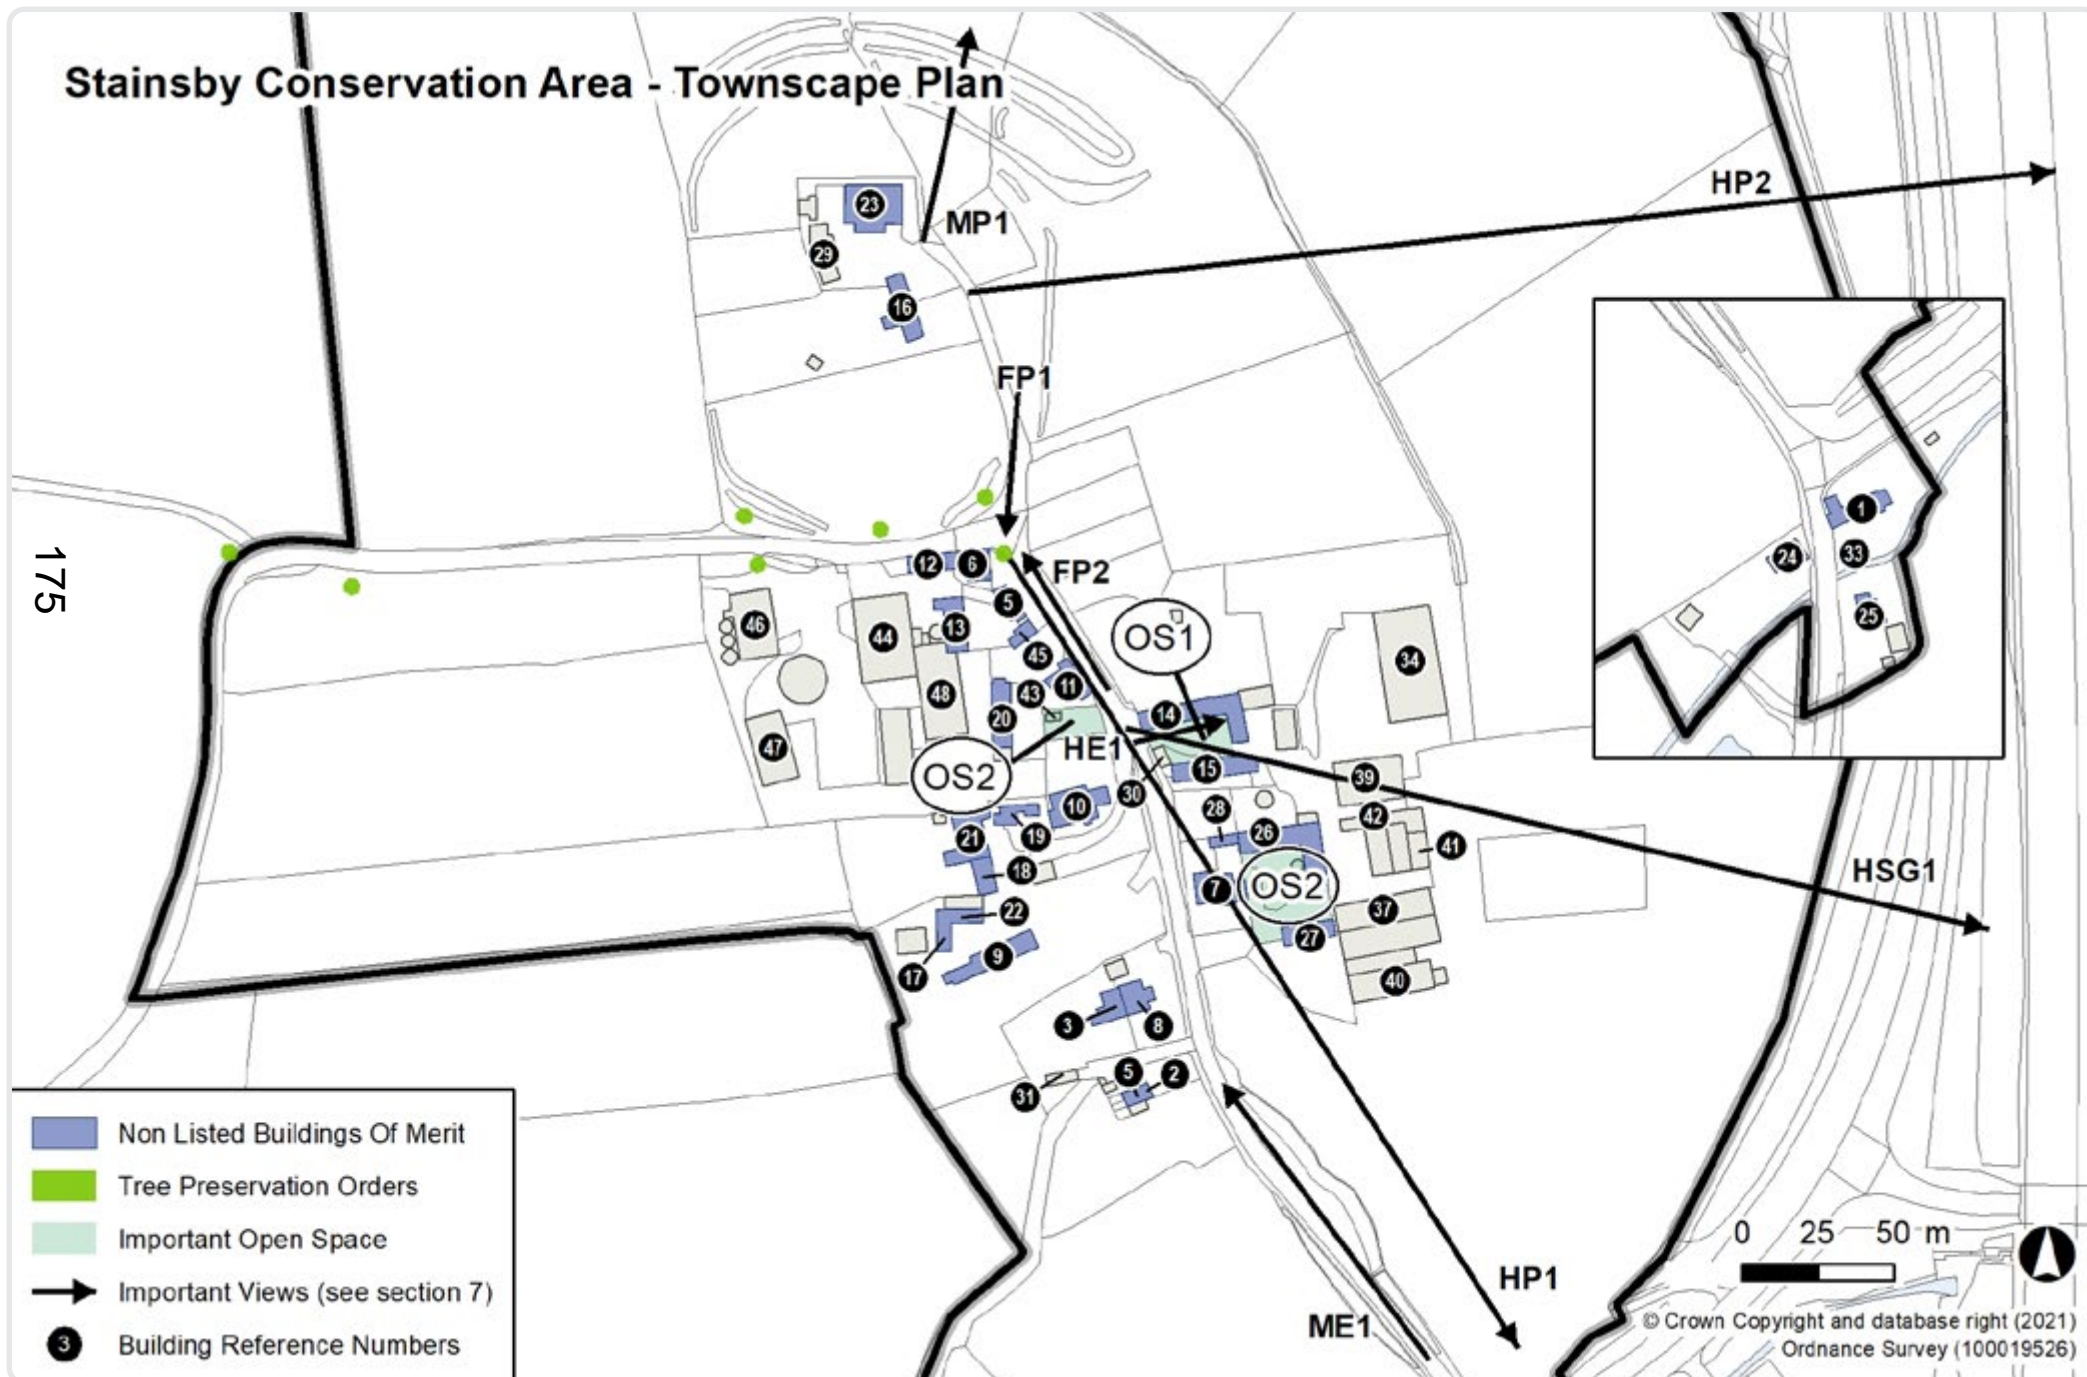 Stainsby Conservation Area - Townscape Plan
HP2
23
MP1
29
16
FP1
1
24
33
25
175
12
6
FP2
5
46
44
13
OS1
45
34
48
43
11
20
14
47
HE1
OS2
15
39
10
30
28
42
21
19
26
41
18
HSG1
7
OS2
22
37
27
9
17
40
3
8
5
2
31
Non Listed Buildings Of Merit
Tree Preservation Orders
Important Open Space
Important Views (see section 7)
3 Building Reference Numbers
0 25 50 m
HP1
ME1
© Crown Copyright and database right (2021)
Ordnance Survey (100019526)